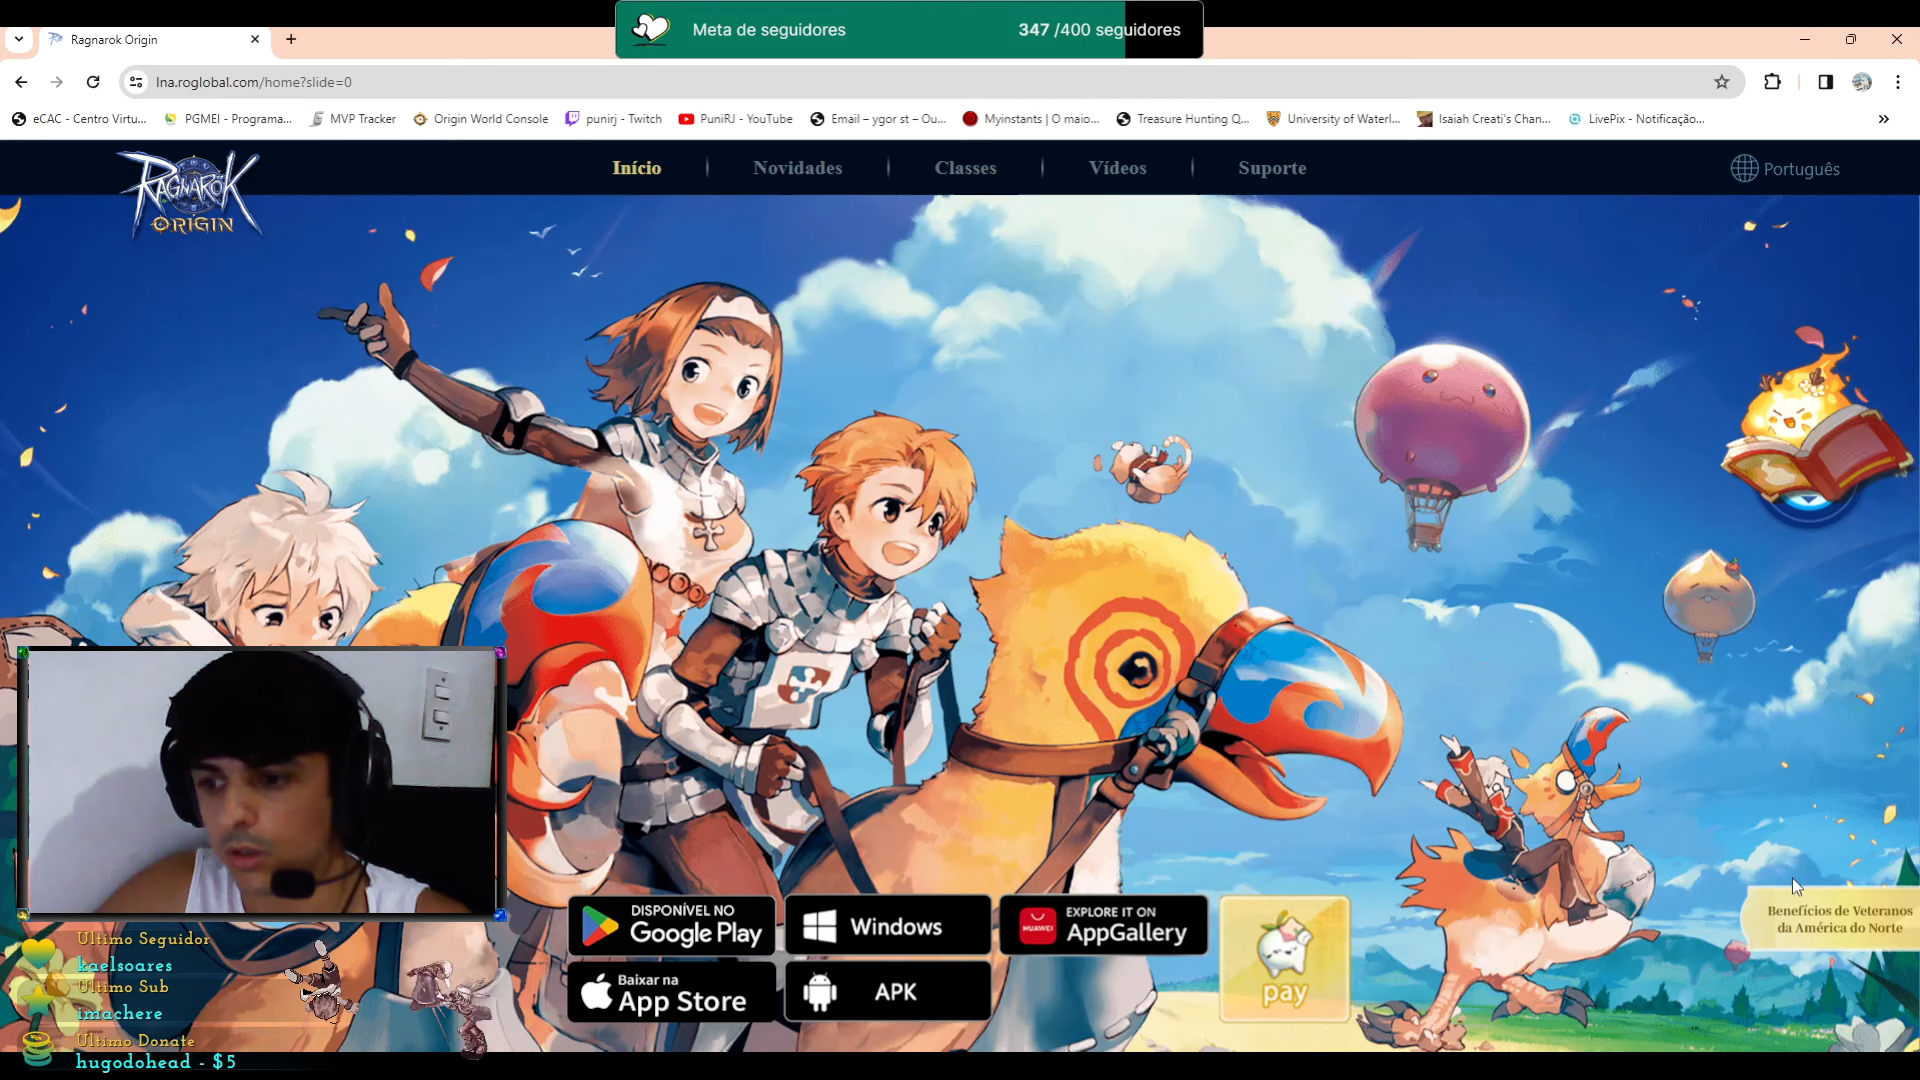 Meta de seguidores 347 /400 seguidores
Ragnarok Origin
lna.roglobal.com/home?slide=0
eCAC - Centro Virtu... PGMEI - Programa... MVP Tracker Origin World Console punirj - Twitch PuniRJ - YouTube Email – ygor st – Ou... Myinstants | O maio... Treasure Hunting Q... University of Waterl... Isaiah Creati's Chan... LivePix - Notificação...
RAGNARÖK
ORIGIN
Início Novidades Classes Vídeos Suporte Português
Benefícios de Veteranos
da América do Norte
DISPONÍVEL NO
Google Play
Windows
HUAWEI
EXPLORE IT ON
AppGallery
Baixar na
App Store
APK
pay
Ultimo Seguidor
kaelsoares
Ultimo Sub
imachere
Ultimo Donate
hugodohead - $5